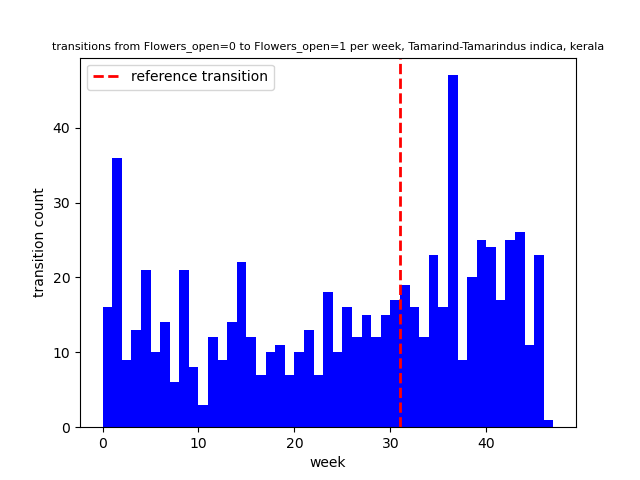 transitions from Flowers_open=0 to Flowers_open=1 per week, Tamarind-Tamarindus indica, kerala
reference transition
transition count
40
30
20
10
0
0 10 20 30 40
week